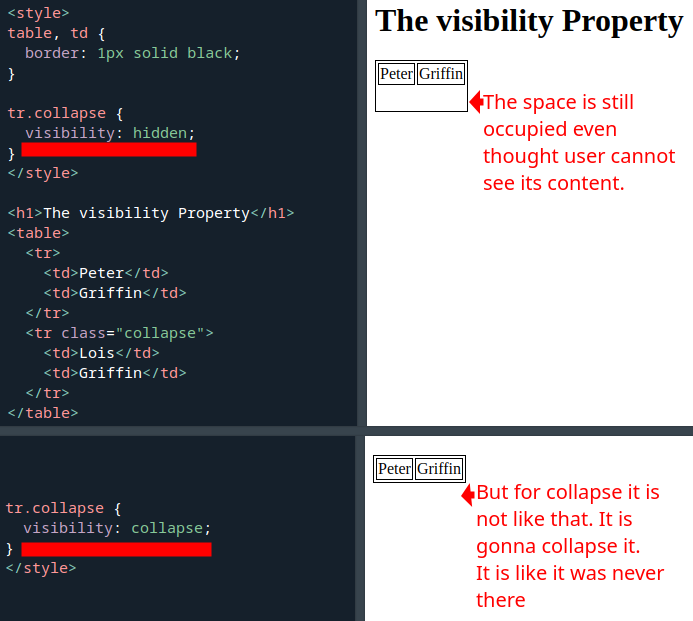 <style>
table, td {
  border: 1px solid black;
}

tr.collapse {
  visibility: hidden;
}
</style>

<h1>The visibility Property</h1>
<table>
  <tr>
    <td>Peter</td>
    <td>Griffin</td>
  </tr>
  <tr class="collapse">
    <td>Lois</td>
    <td>Griffin</td>
  </tr>
</table>
The visibility Property
Peter Griffin
The space is still
occupied even
thought user cannot
see its content.
tr.collapse {
  visibility: collapse;
}
</style>
Peter Griffin
But for collapse it is
not like that. It is
gonna collapse it.
It is like it was never
there